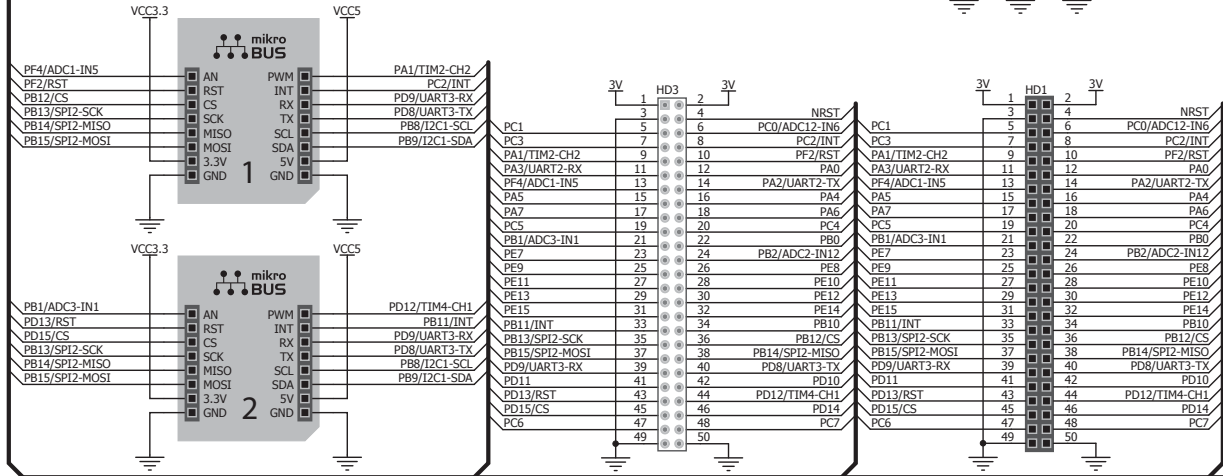 VCC3.3 VCC5
mikro
BUS
PF4/ADC1-IN5 AN PWM PA1/TIM2-CH2
PF2/RST RST INT PC2/INT
PB12/CS CS RX PD9/UART3-RX
PB13/SPI2-SCK SCK TX PD8/UART3-TX
PB14/SPI2-MISO MISO SCL PB8/I2C1-SCL
PB15/SPI2-MOSI MOSI SDA PB9/I2C1-SDA
3.3V 5V
GND 1 GND
VCC3.3 VCC5
mikro
BUS
PB1/ADC3-IN1 AN PWM PD12/TIM4-CH1
PD13/RST RST INT PB11/INT
PD15/CS CS RX PD9/UART3-RX
PB13/SPI2-SCK SCK TX PD8/UART3-TX
PB14/SPI2-MISO MISO SCL PB8/I2C1-SCL
PB15/SPI2-MOSI MOSI SDA PB9/I2C1-SDA
3.3V 5V
GND 2 GND
3V HD3 3V
1 2
3 4 NRST
PC1 5 6 PC0/ADC12-IN6
PC3 7 8 PC2/INT
PA1/TIM2-CH2 9 10 PF2/RST
PA3/UART2-RX 11 12 PA0
PF4/ADC1-IN5 13 14 PA2/UART2-TX
PA5 15 16 PA4
PA7 17 18 PA6
PC5 19 20 PC4
PB1/ADC3-IN1 21 22 PB0
PE7 23 24 PB2/ADC2-IN12
PE9 25 26 PE8
PE11 27 28 PE10
PE13 29 30 PE12
PE15 31 32 PE14
PB11/INT 33 34 PB10
PB13/SPI2-SCK 35 36 PB12/CS
PB15/SPI2-MOSI 37 38 PB14/SPI2-MISO
PD9/UART3-RX 39 40 PD8/UART3-TX
PD11 41 42 PD10
PD13/RST 43 44 PD12/TIM4-CH1
PD15/CS 45 46 PD14
PC6 47 48 PC7
49 50
3V HD1 3V
1 2
3 4 NRST
PC1 5 6 PC0/ADC12-IN6
PC3 7 8 PC2/INT
PA1/TIM2-CH2 9 10 PF2/RST
PA3/UART2-RX 11 12 PA0
PF4/ADC1-IN5 13 14 PA2/UART2-TX
PA5 15 16 PA4
PA7 17 18 PA6
PC5 19 20 PC4
PB1/ADC3-IN1 21 22 PB0
PE7 23 24 PB2/ADC2-IN12
PE9 25 26 PE8
PE11 27 28 PE10
PE13 29 30 PE12
PE15 31 32 PE14
PB11/INT 33 34 PB10
PB13/SPI2-SCK 35 36 PB12/CS
PB15/SPI2-MOSI 37 38 PB14/SPI2-MISO
PD9/UART3-RX 39 40 PD8/UART3-TX
PD11 41 42 PD10
PD13/RST 43 44 PD12/TIM4-CH1
PD15/CS 45 46 PD14
PC6 47 48 PC7
49 50